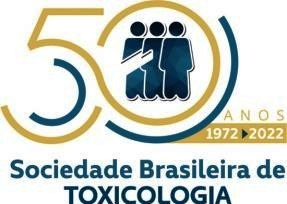 50
ANOS
1972 ▶ 2022
Sociedade Brasileira de
TOXICOLOGIA